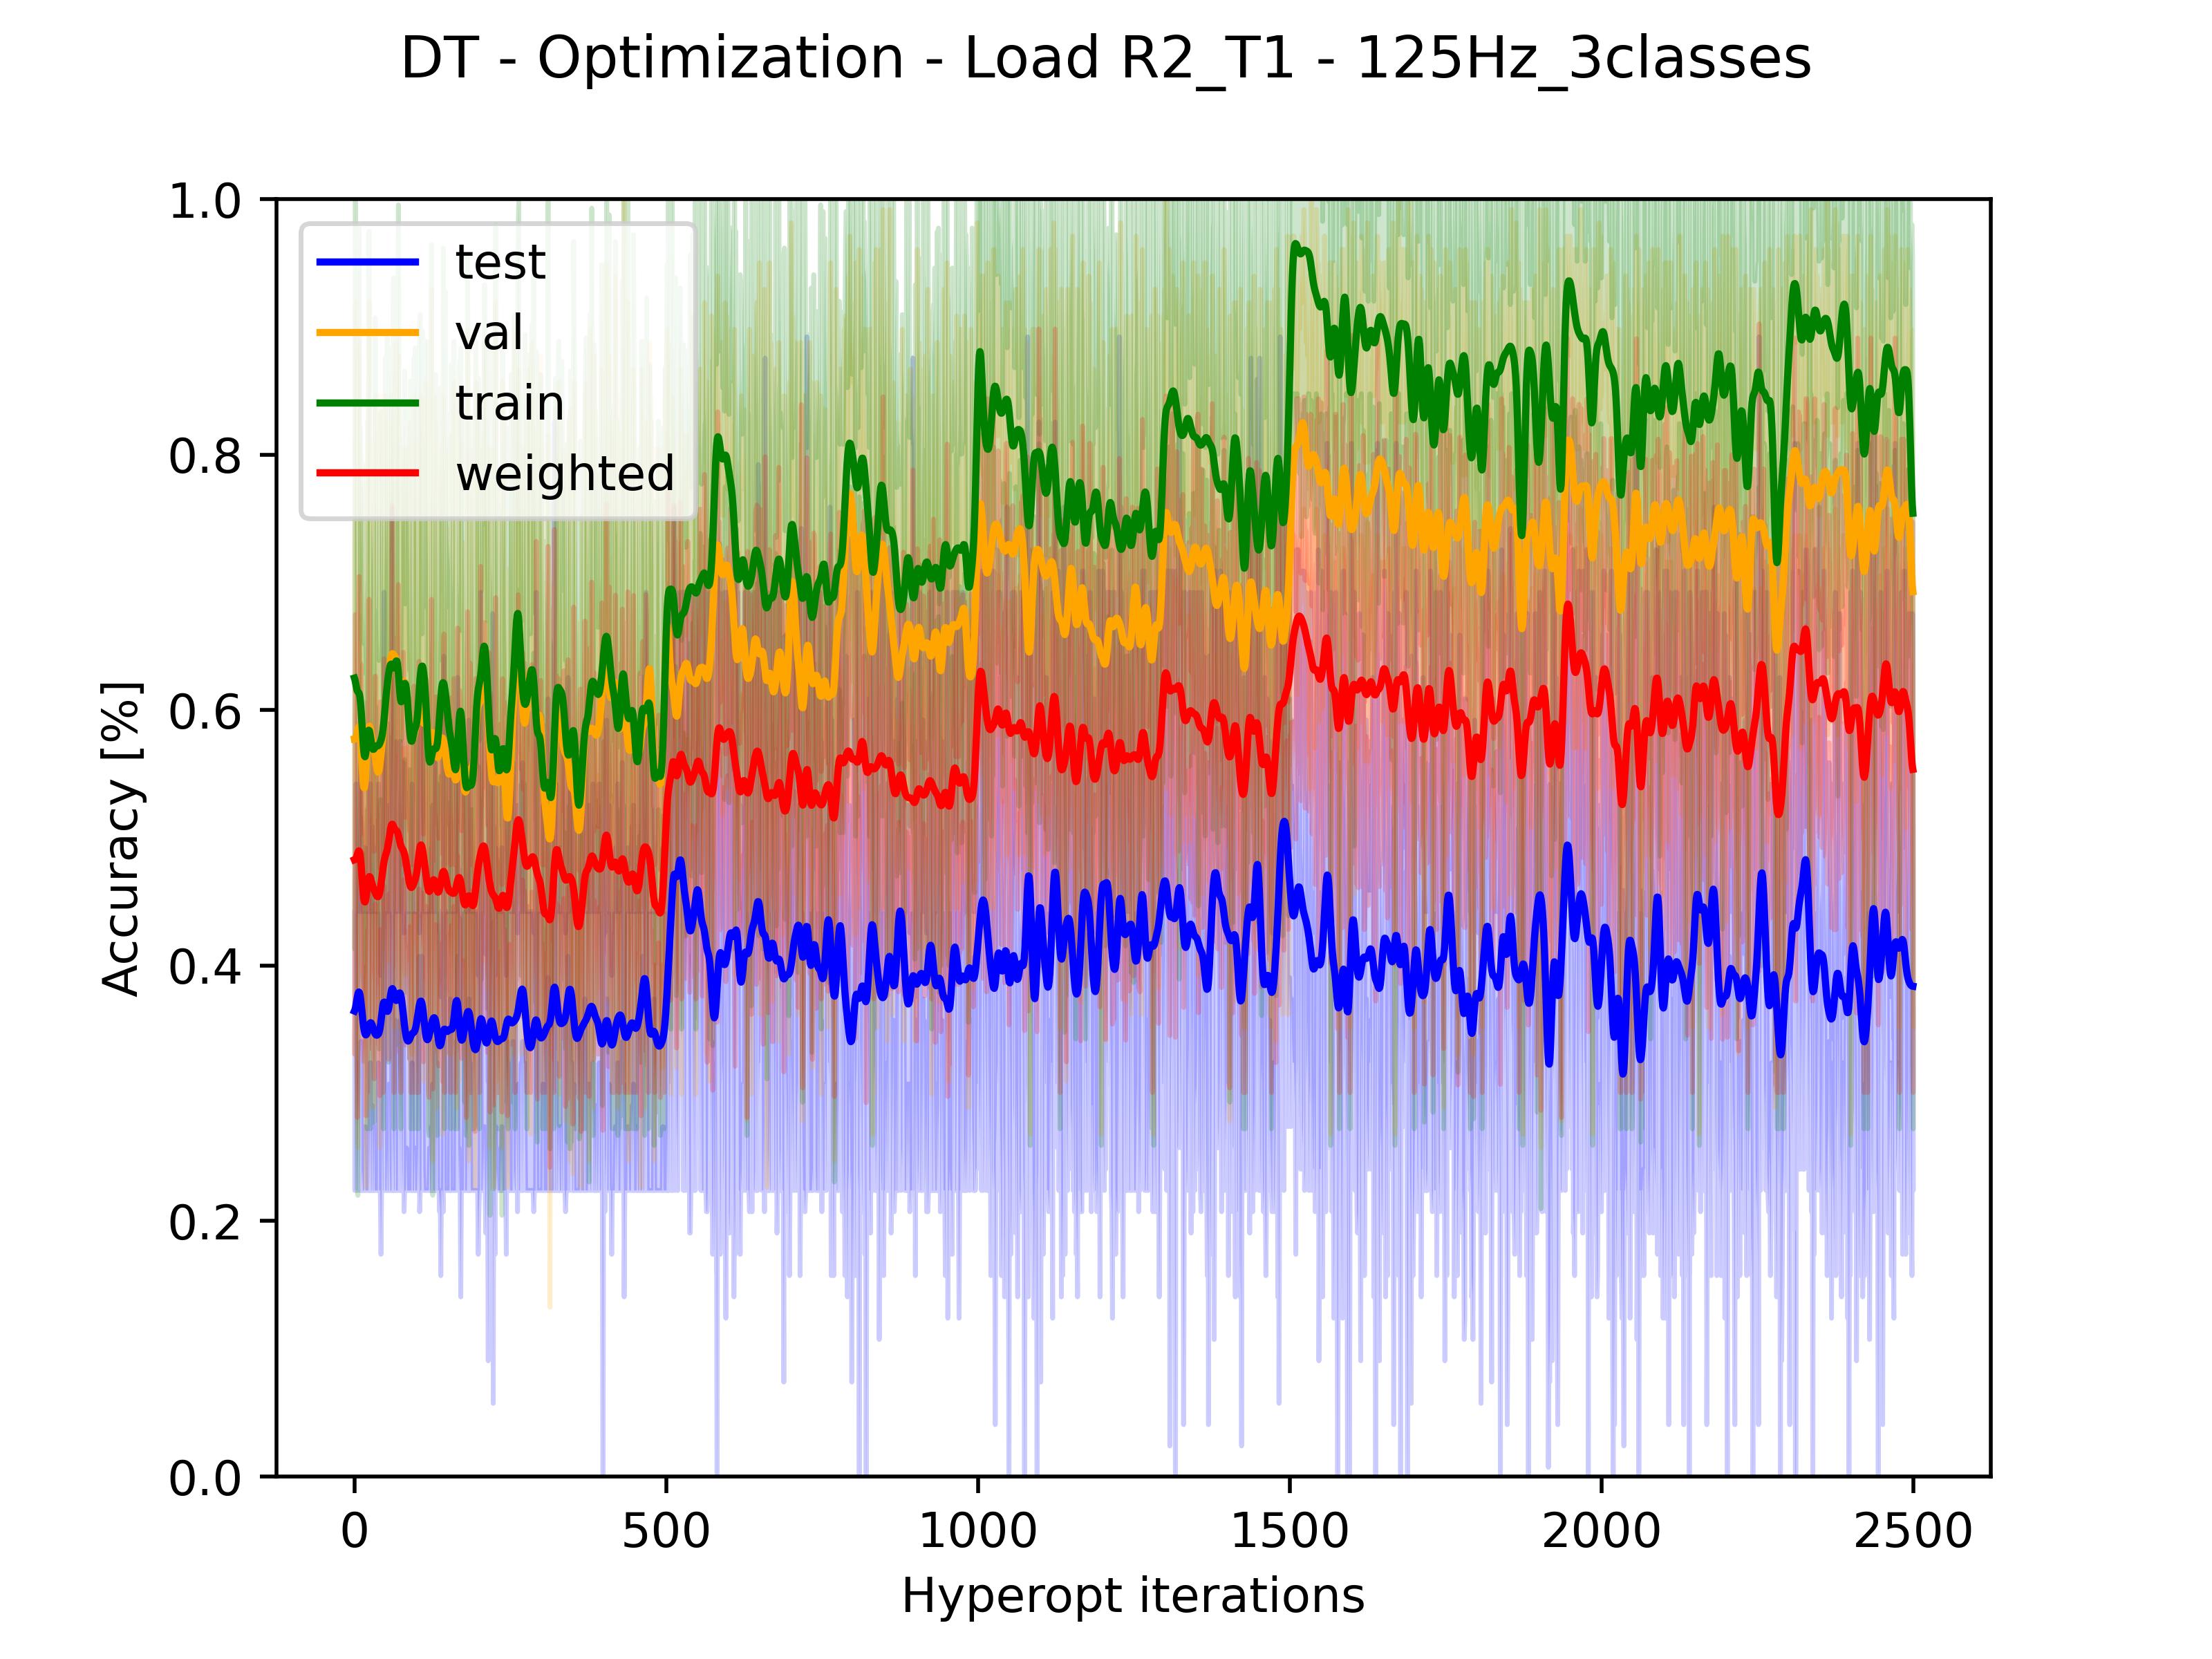 DT - Optimization - Load R2_T1 - 125Hz_3classes
1.0
0.8
0.6
0.4
0.2
0.0
Accuracy [%]
test
val
train
weighted
0 500 1000 1500 2000 2500
Hyperopt iterations